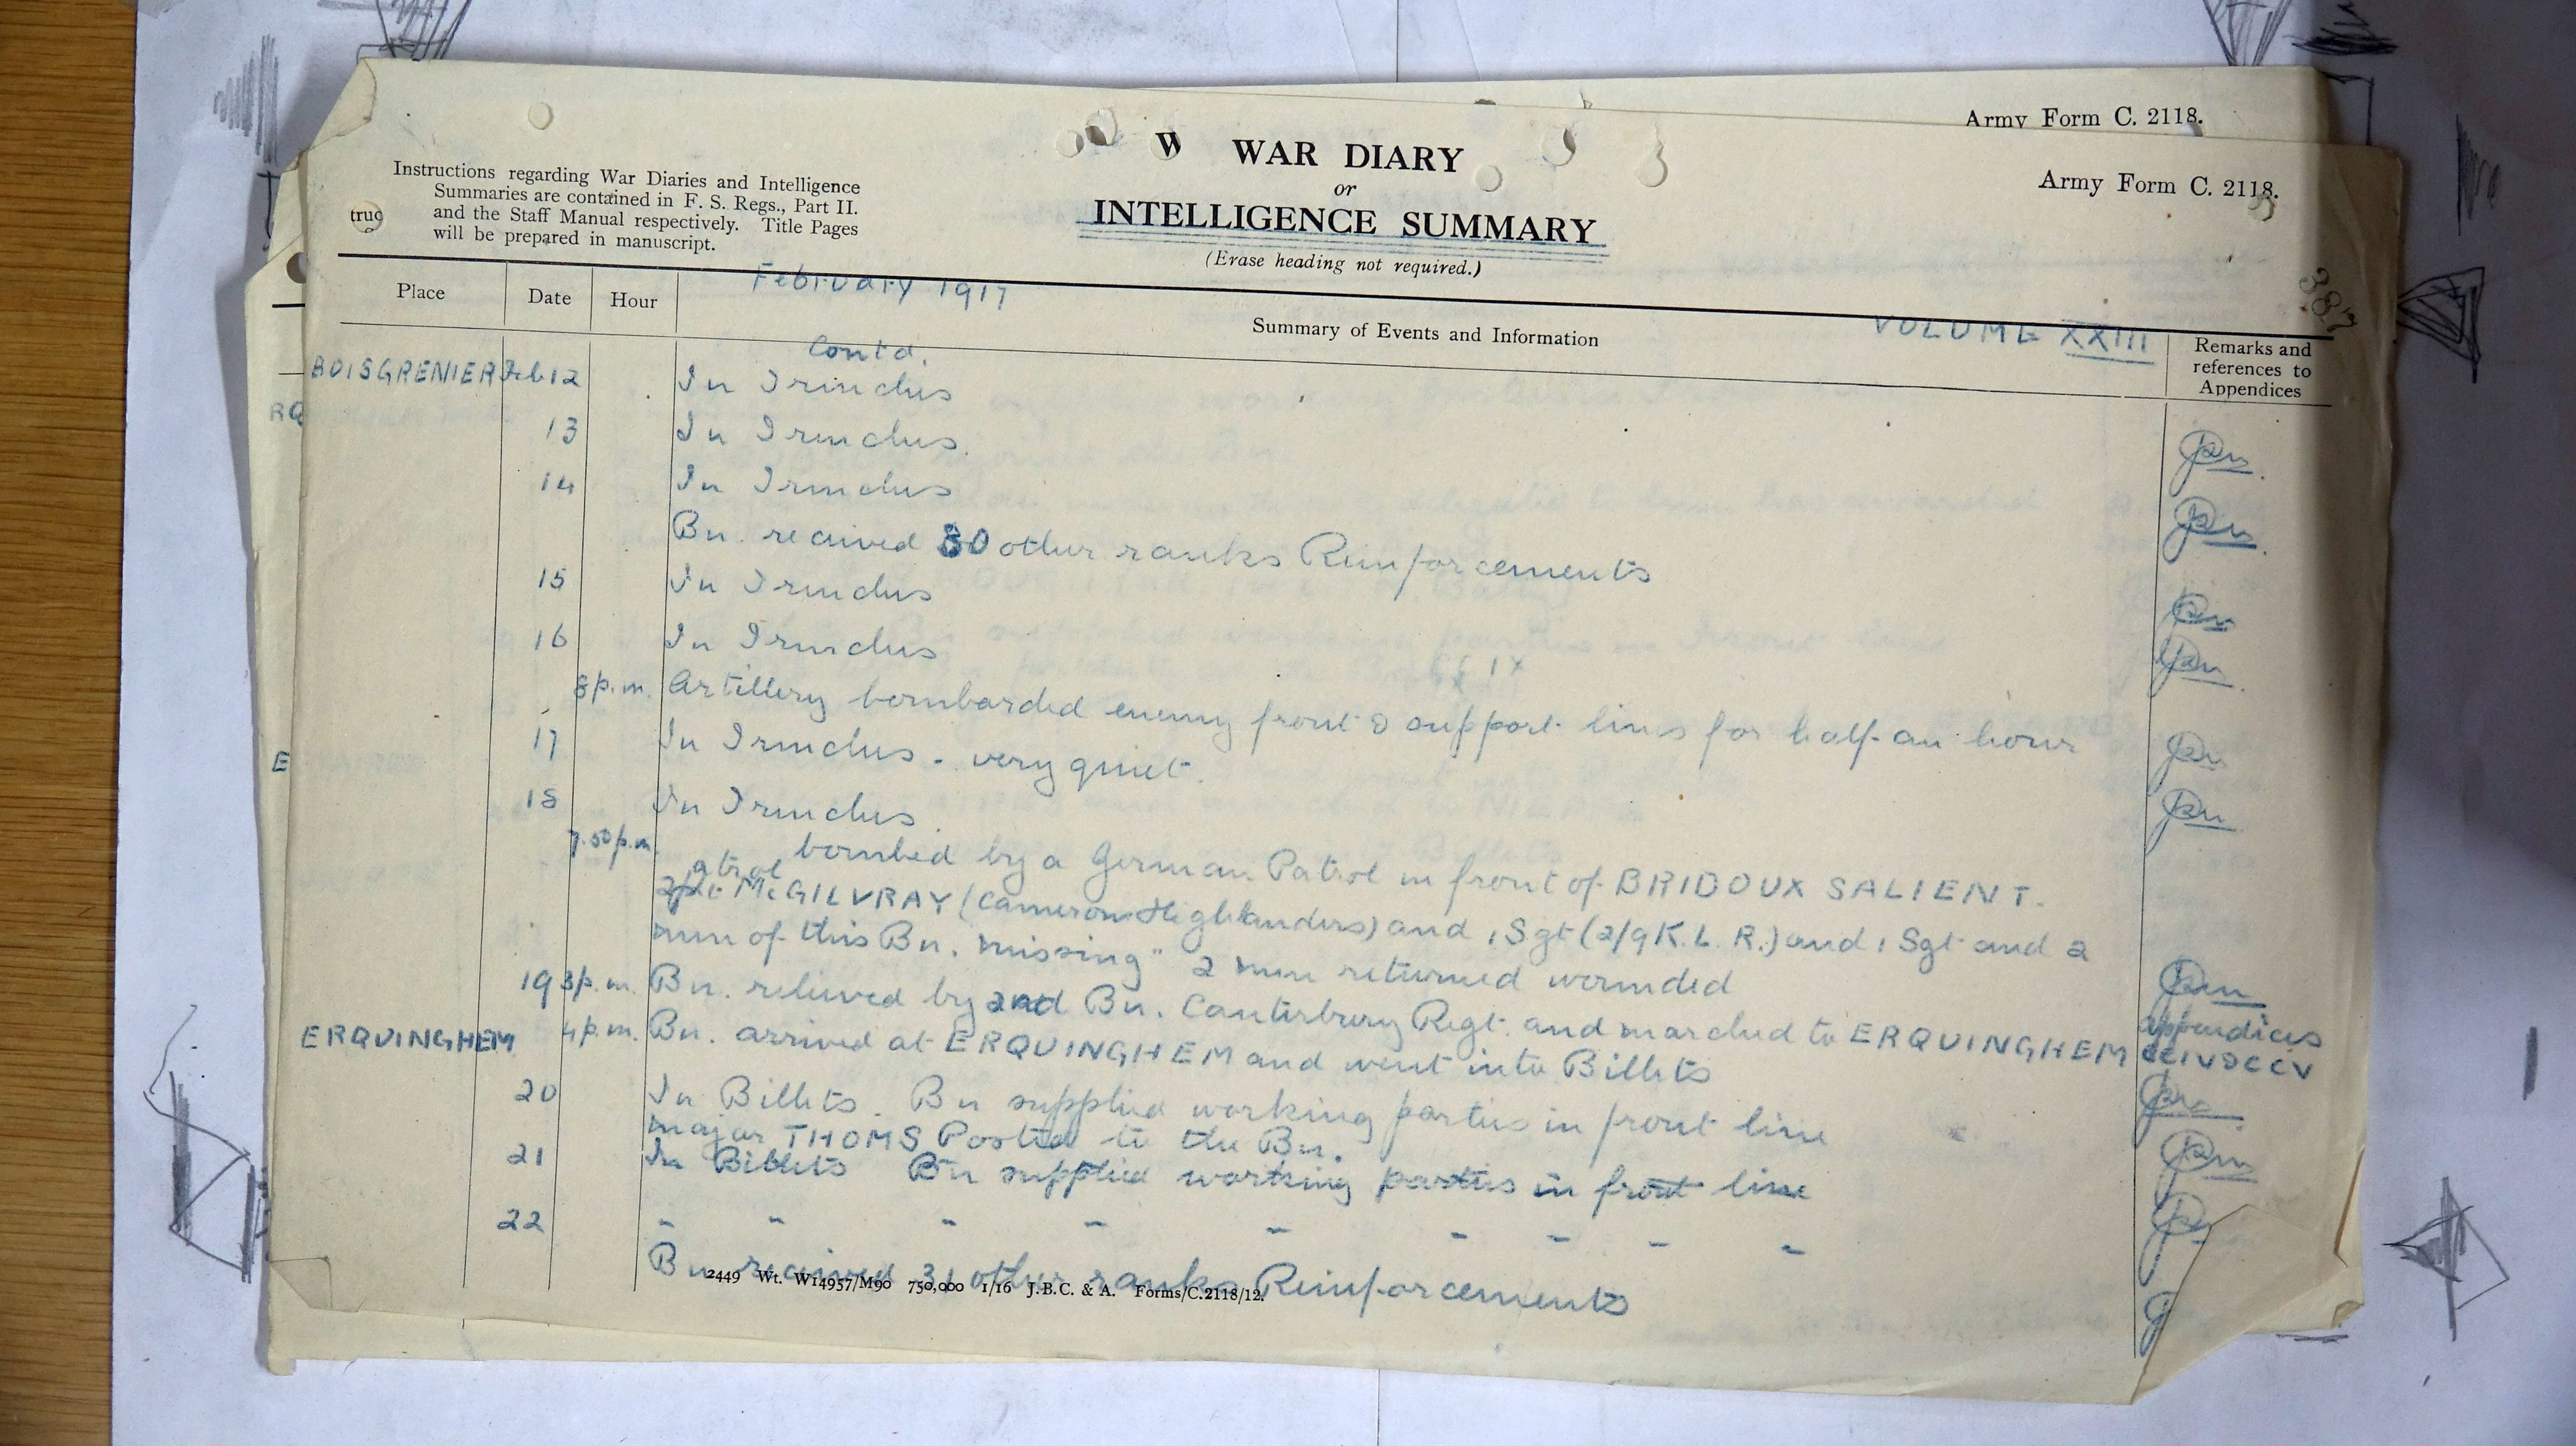 Army Form C. 2118.
W WAR DIARY
or
INTELLIGENCE SUMMARY
(Erase heading not required.)
Army Form C. 2118.
Instructions regarding War Diaries and Intelligence
Summaries are contained in F. S. Regs., Part II.
and the Staff Manual respectively. Title Pages
will be prepared in manuscript.
387
Place Date Hour February 1917 Summary of Events and Information VOLUME XXIII Remarks and references to Appendices
Contd.
BOISGRENIER Feb 12 In Trenches
RQ
13 In Trenches.
14 In Trenches
Bn. received 30 other ranks Reinforcements
15 In Trenches
16 In Trenches
8 p.m. Artillery bombarded enemy front & support lines for half-an hour
17 In Trenches - very quiet.
E
18 In Trenches.
7.50 p.m. atrol bombed by a German Patrol in front of BRIDOUX SALIENT.
McGILVRAY (Cameron Highlanders) and 1 Sgt (2/9 K.L.R.) and 1 Sgt and 2
men of this Bn. missing" 2 men returned wounded
19 3 p.m. Bn. relieved by 2nd Bn. Canterbury Regt. and marched to ERQUINGHEM appendices
ERQUINGHEM 4 p.m. Bn. arrived at ERQUINGHEM and went into Billets CCIV & CCV
20 In Billets. Bn supplied working parties in front line
Major THOMS Posted to the Bn.
21 In Billets Bn supplied working parties in front line
22 " " " " " " " " "
Bn received 31 other ranks Reinforcements
2449 Wt. W14957/M90 750,000 1/16 J.B.C. & A. Forms/C.2118/12.